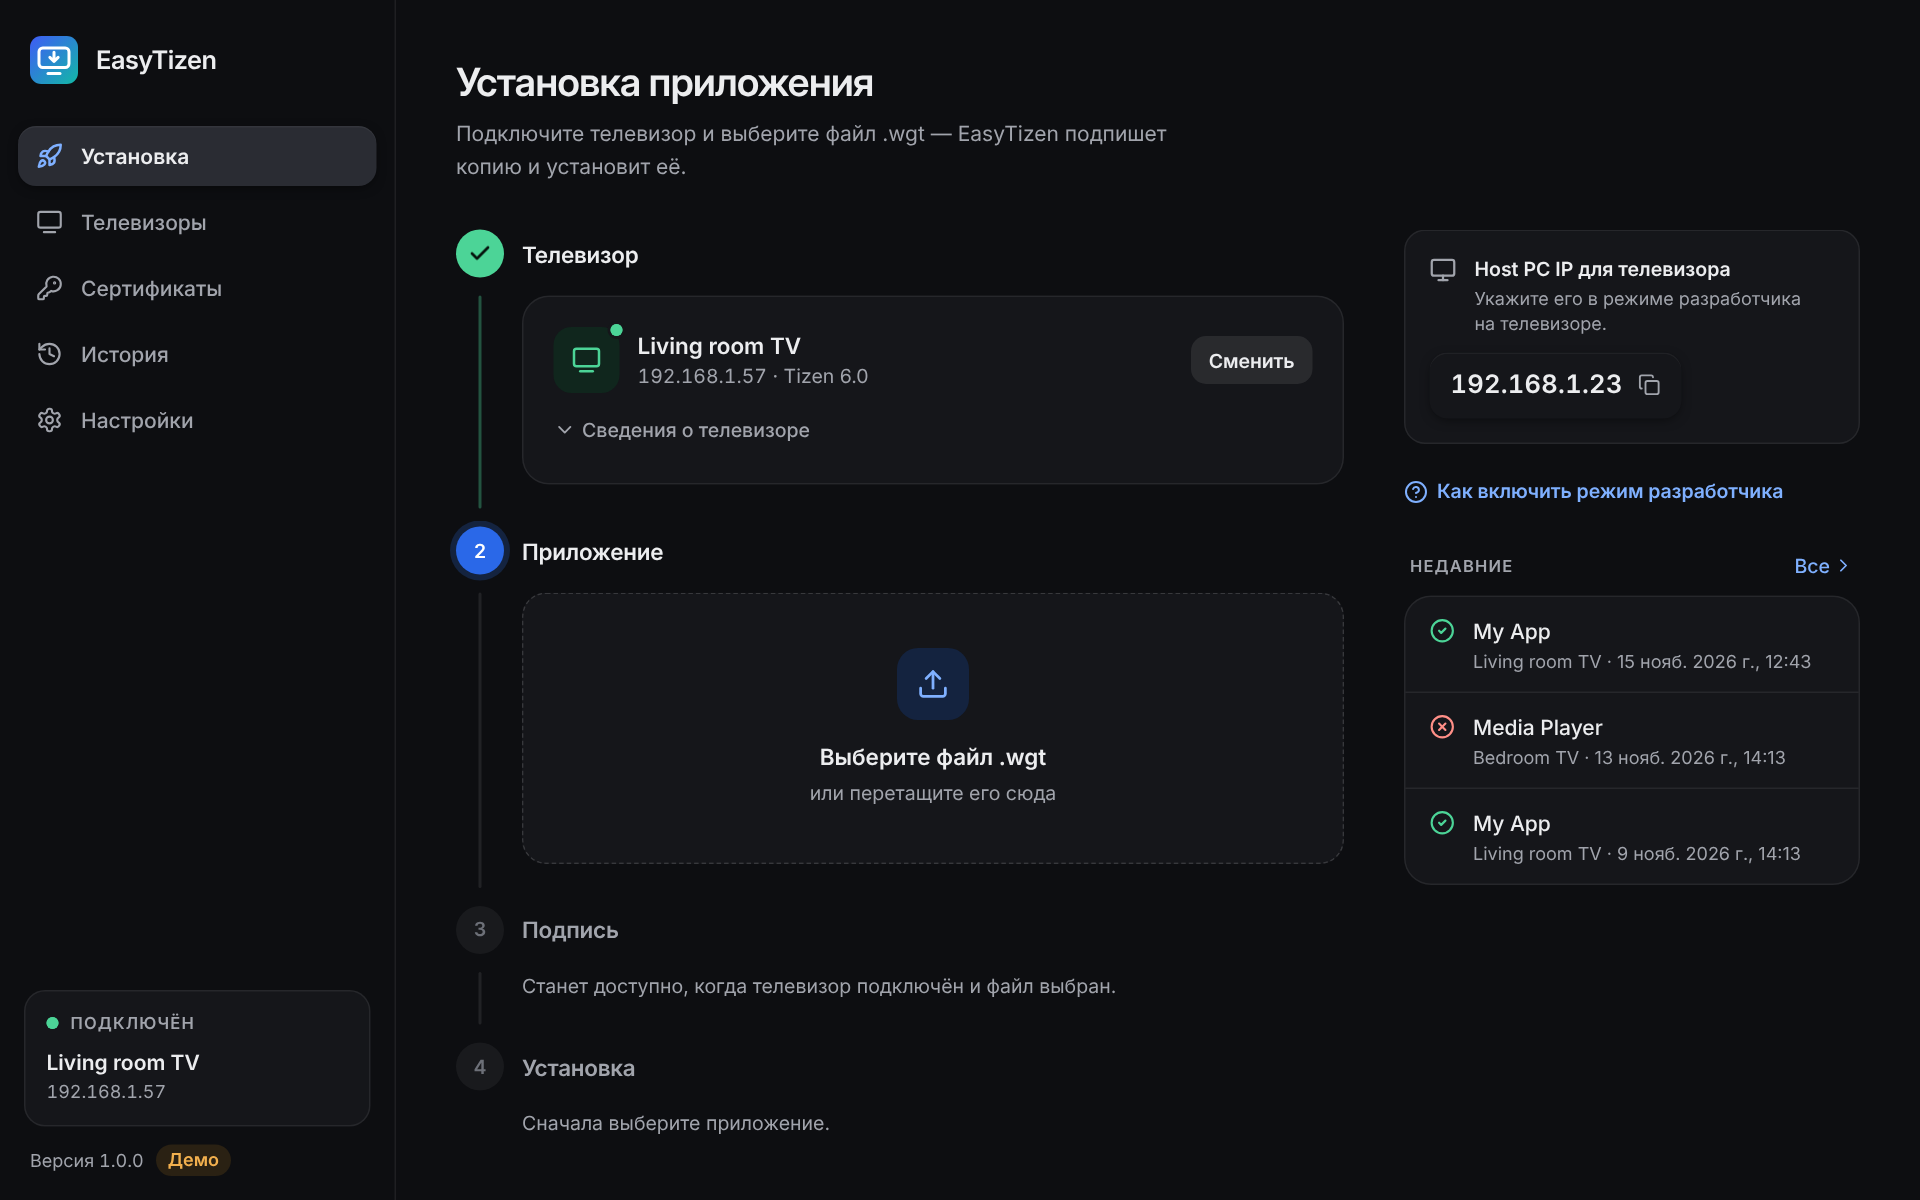 EasyTizen
Установка
Телевизоры
Сертификаты
История
Настройки
ПОДКЛЮЧЁН
Living room TV
192.168.1.57
Версия 1.0.0 Демо
Установка приложения
Подключите телевизор и выберите файл .wgt — EasyTizen подпишет
копию и установит её.
Телевизор
Living room TV
192.168.1.57 · Tizen 6.0
Сменить
Сведения о телевизоре
2 Приложение
Выберите файл .wgt
или перетащите его сюда
3 Подпись
Станет доступно, когда телевизор подключён и файл выбран.
4 Установка
Сначала выберите приложение.
Host PC IP для телевизора
Укажите его в режиме разработчика
на телевизоре.
192.168.1.23
Как включить режим разработчика
НЕДАВНИЕ Все
My App
Living room TV · 15 нояб. 2026 г., 12:43
Media Player
Bedroom TV · 13 нояб. 2026 г., 14:13
My App
Living room TV · 9 нояб. 2026 г., 14:13